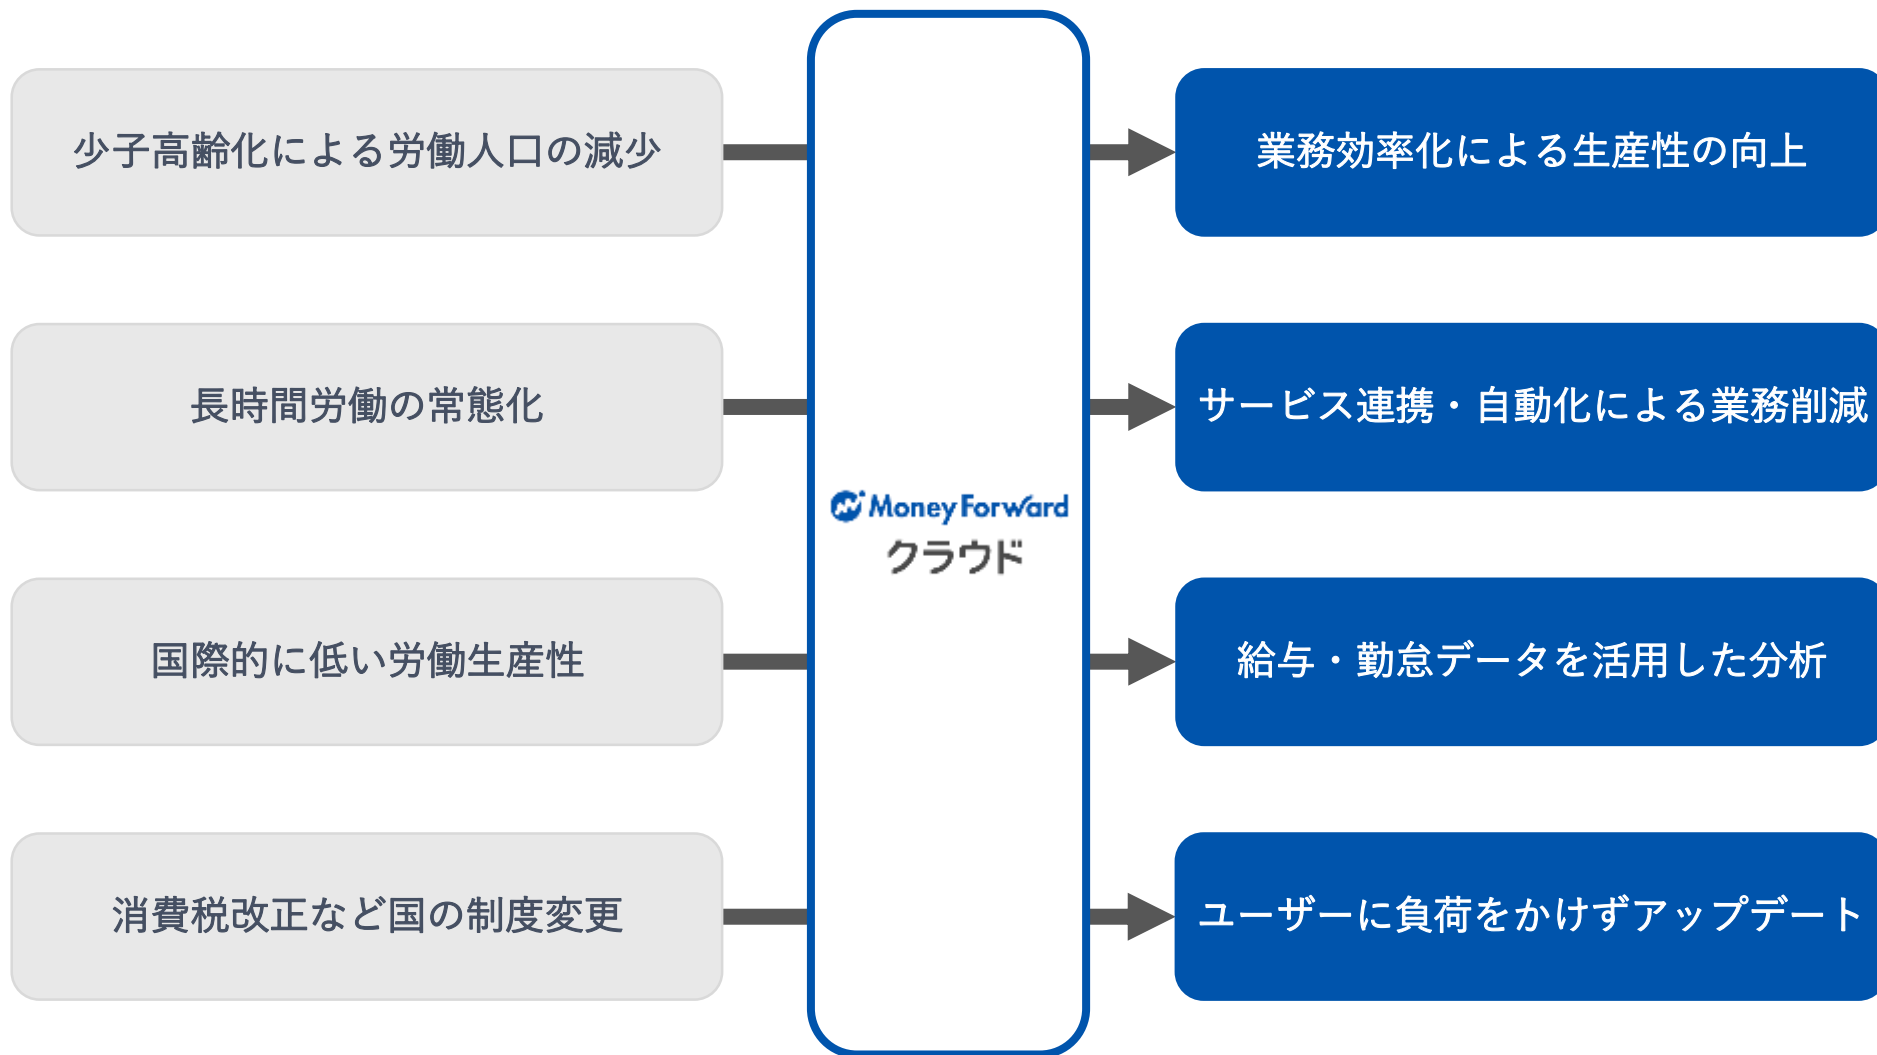 少子高齢化による労働人口の減少
業務効率化による生産性の向上
長時間労働の常態化
サービス連携・自動化による業務削減
Money Forward
クラウド
国際的に低い労働生産性
給与・勤怠データを活用した分析
消費税改正など国の制度変更
ユーザーに負荷をかけずアップデート